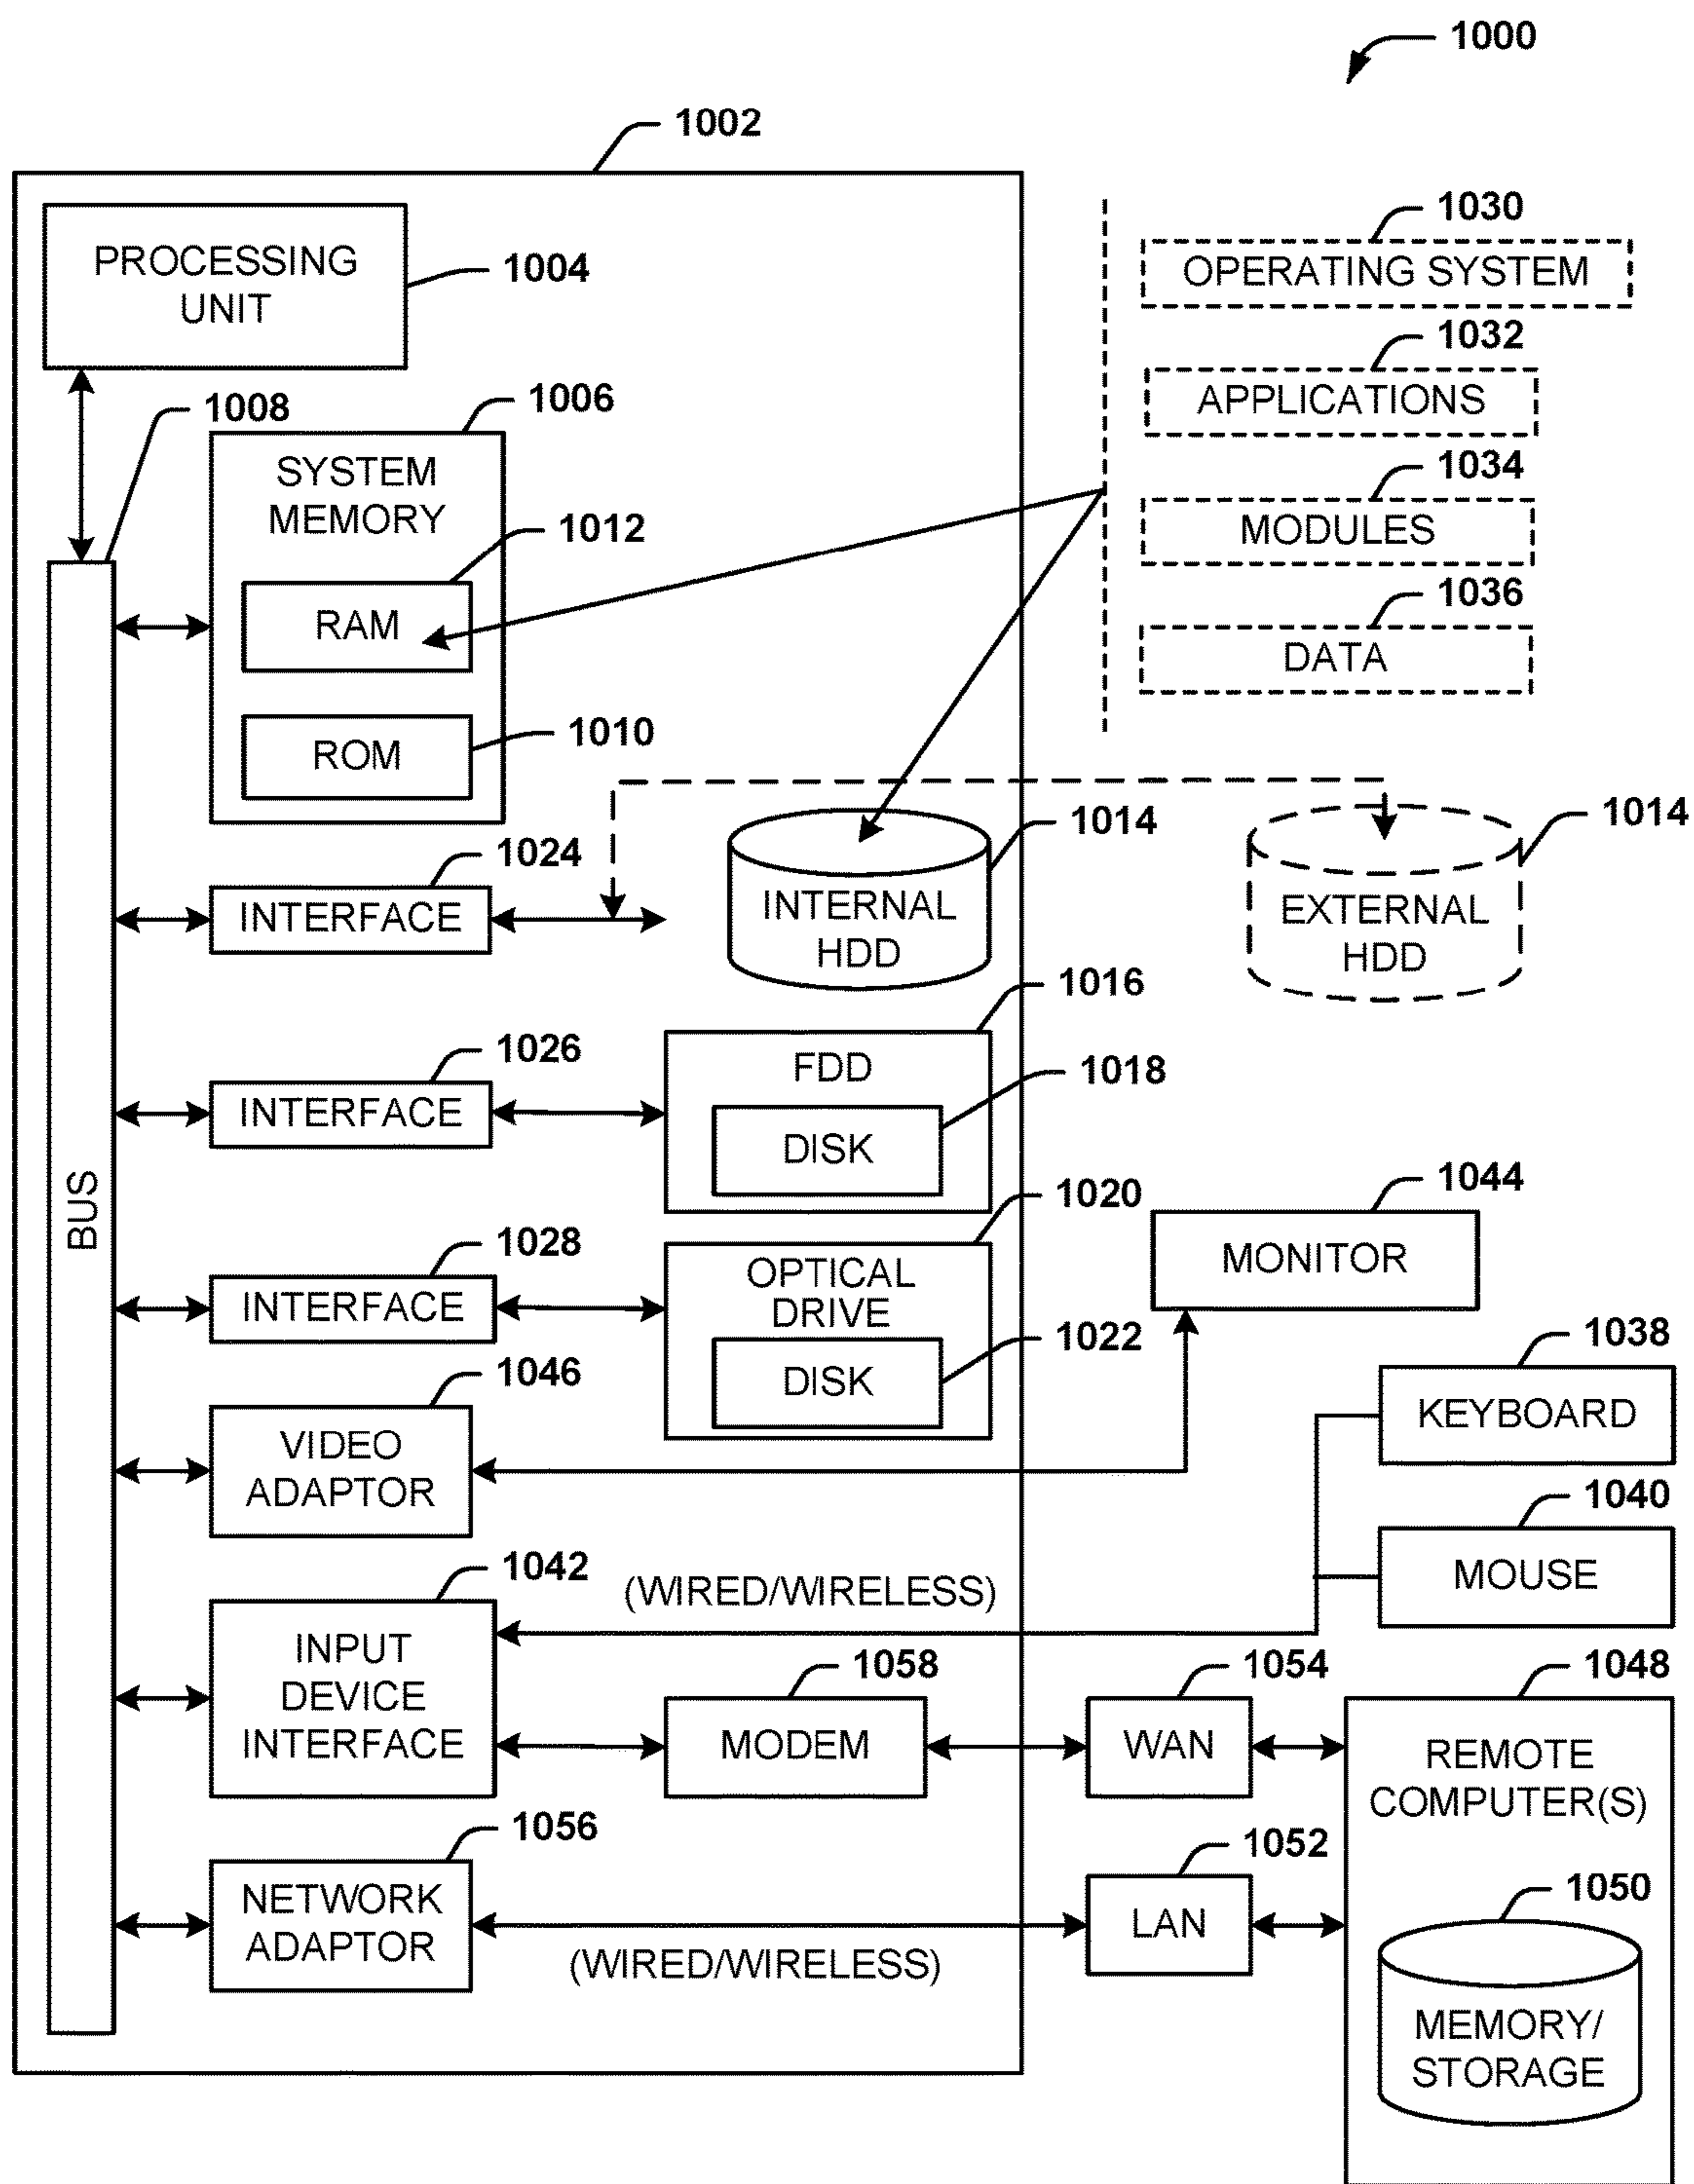 1000
1002
PROCESSING
UNIT
1004
1030
OPERATING SYSTEM
1032
APPLICATIONS
1034
MODULES
1036
DATA
1008
1006
SYSTEM
MEMORY
1012
RAM
1010
ROM
1024
INTERFACE
1014
INTERNAL
HDD
1014
EXTERNAL
HDD
1026
INTERFACE
1016
FDD
1018
DISK
BUS
1028
INTERFACE
1020
OPTICAL
DRIVE
1022
DISK
1044
MONITOR
1046
VIDEO
ADAPTOR
1038
KEYBOARD
1040
MOUSE
1042
INPUT
DEVICE
INTERFACE
(WIRED/WIRELESS)
1058
MODEM
1054
WAN
1048
REMOTE
COMPUTER(S)
1056
NETWORK
ADAPTOR
(WIRED/WIRELESS)
1052
LAN
1050
MEMORY/
STORAGE